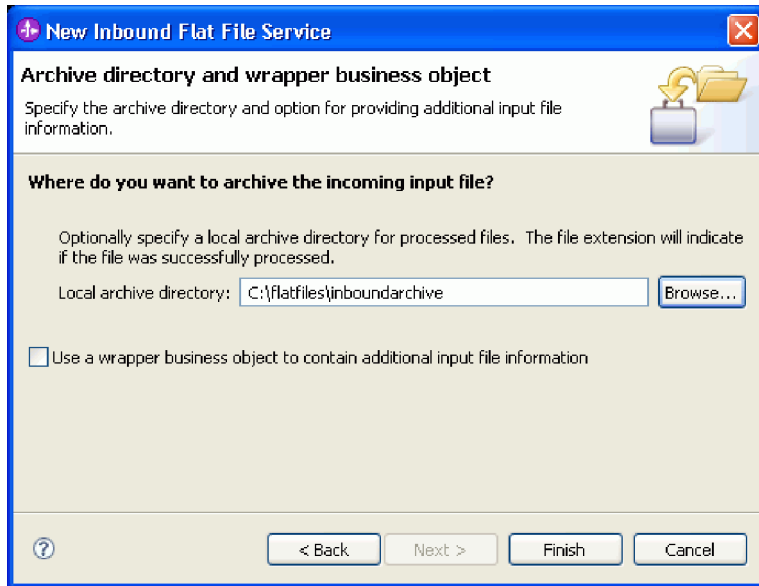 New Inbound Flat File Service
Archive directory and wrapper business object
Specify the archive directory and option for providing additional input file
information.
Where do you want to archive the incoming input file?
Optionally specify a local archive directory for processed files. The file extension will indicate
if the file was successfully processed.
Local archive directory: C:\flatfiles\inboundarchive Browse...
Use a wrapper business object to contain additional input file information
? < Back Next > Finish Cancel